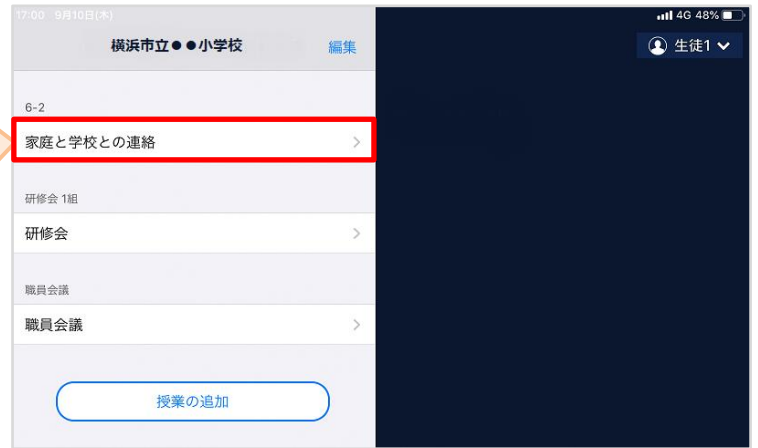 17:00 9月10日(木)
4G 48%
横浜市立●●小学校 編集
生徒1
6-2
家庭と学校との連絡
研修会 1組
研修会
職員会議
職員会議
授業の追加